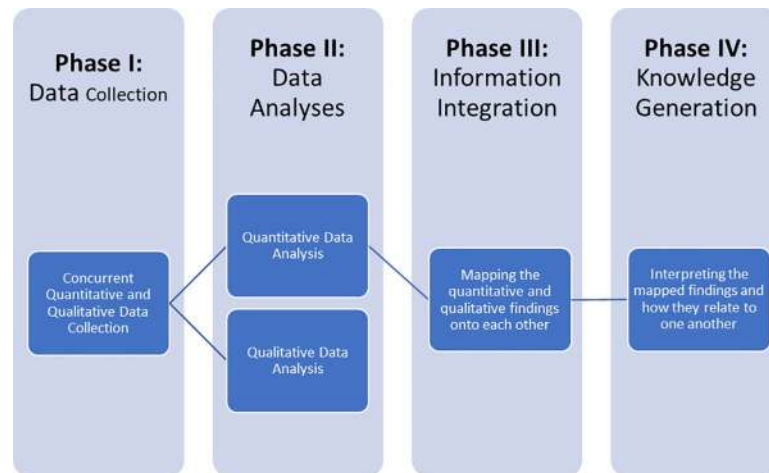 Phase I:
Data Collection
Concurrent
Quantitative and
Qualitative Data
Collection
Phase II:
Data
Analyses
Quantitative Data
Analysis
Qualitative Data
Analysis
Phase III:
Information
Integration
Mapping the
quantitative and
qualitative findings
onto each other
Phase IV:
Knowledge
Generation
Interpreting the
mapped findings and
how they relate to
one another